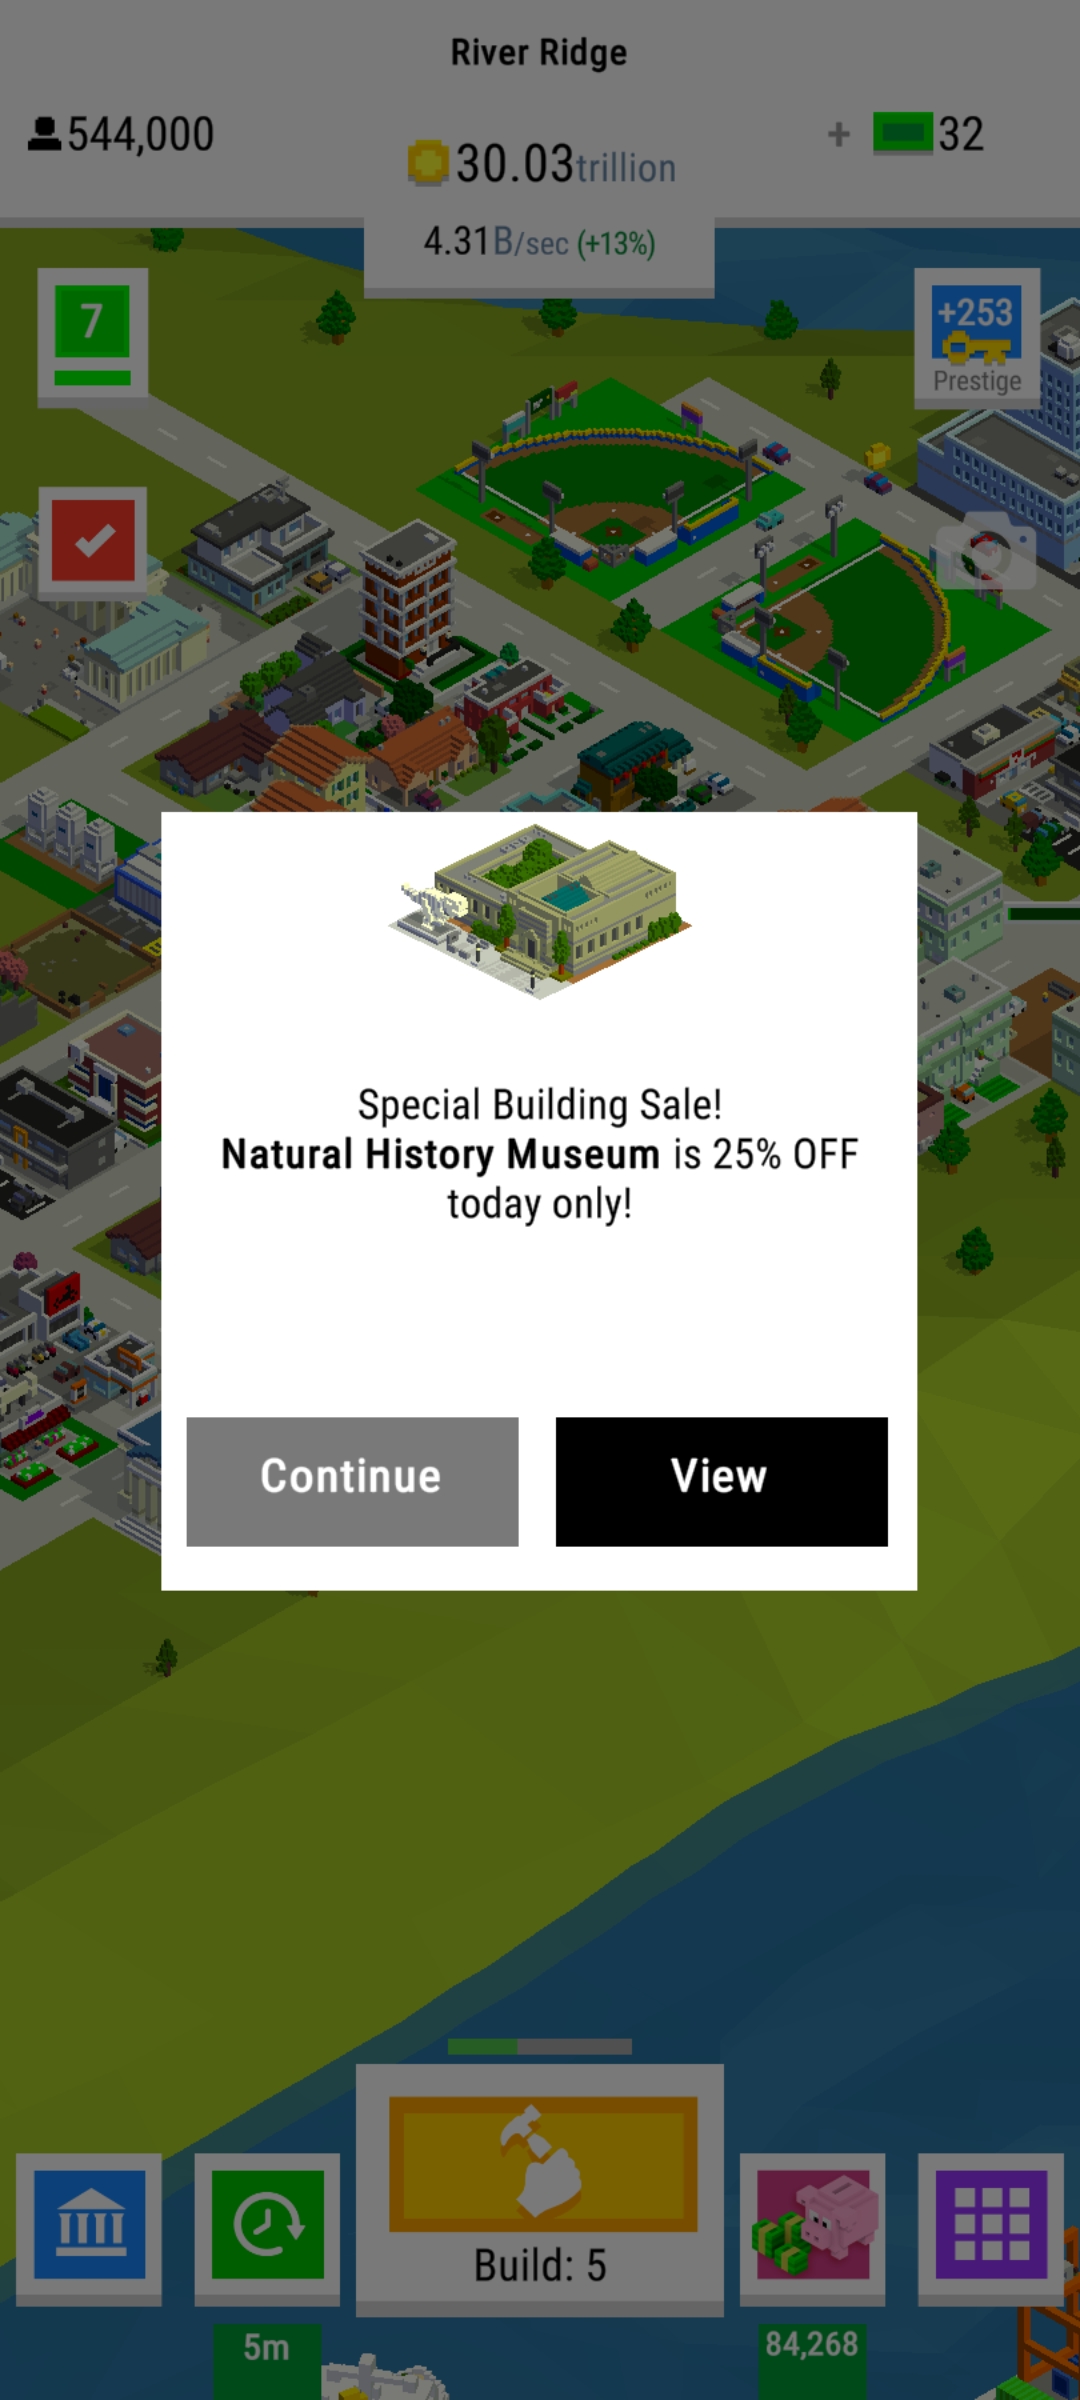 River Ridge
544,000
30.03trillion
+ 32
4.31B/sec (+13%)
7
+253
Prestige
Special Building Sale!
Natural History Museum is 25% OFF
today only!
Continue
View
Build: 5
5m
84,268